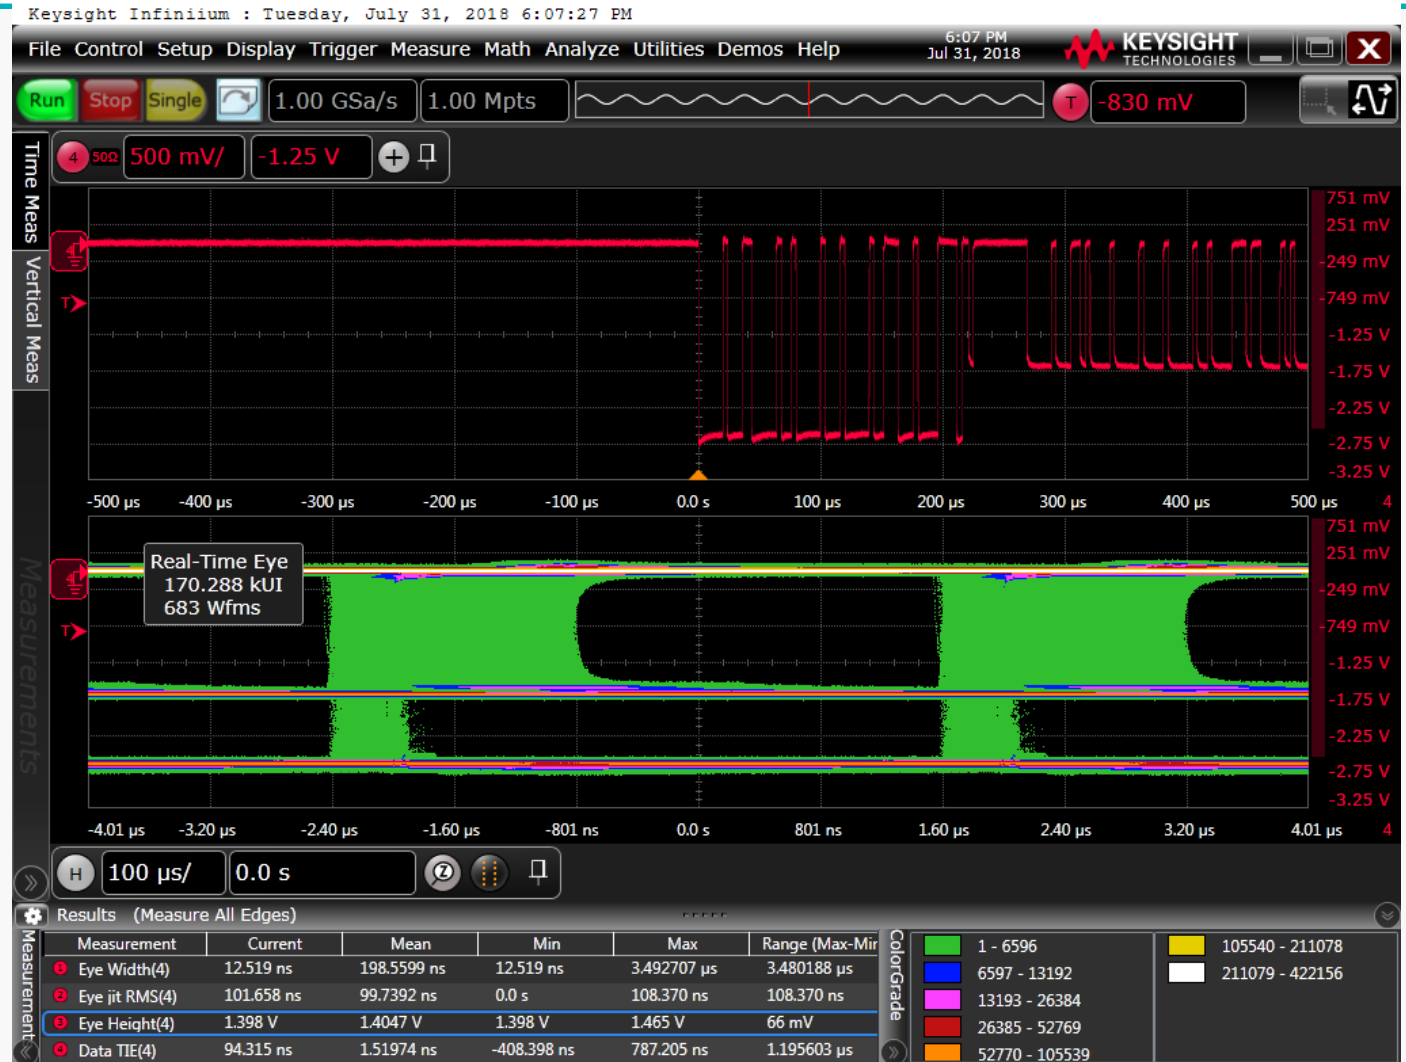 Keysight Infiniium : Tuesday, July 31, 2018 6:07:27 PM
File Control Setup Display Trigger Measure Math Analyze Utilities Demos Help
6:07 PM
Jul 31, 2018
KEYSIGHT
TECHNOLOGIES
Run Stop Single 1.00 GSa/s 1.00 Mpts T -830 mV
4 50Ω 500 mV/ -1.25 V
Time Meas
Vertical Meas
Measurements
751 mV
251 mV
-249 mV
-749 mV
-1.25 V
-1.75 V
-2.25 V
-2.75 V
-3.25 V
4
T
-500 µs -400 µs -300 µs -200 µs -100 µs 0.0 s 100 µs 200 µs 300 µs 400 µs 500 µs 4
Real-Time Eye
170.288 kUI
683 Wfms
751 mV
251 mV
-249 mV
-749 mV
-1.25 V
-1.75 V
-2.25 V
-2.75 V
-3.25 V
4
T
-4.01 µs -3.20 µs -2.40 µs -1.60 µs -801 ns 0.0 s 801 ns 1.60 µs 2.40 µs 3.20 µs 4.01 µs 4
H 100 µs/ 0.0 s Z
Results (Measure All Edges)
Measurement
Measurement Current Mean Min Max Range (Max-Mir
1 Eye Width(4) 12.519 ns 198.5599 ns 12.519 ns 3.492707 µs 3.480188 µs
2 Eye jit RMS(4) 101.658 ns 99.7392 ns 0.0 s 108.370 ns 108.370 ns
3 Eye Height(4) 1.398 V 1.4047 V 1.398 V 1.465 V 66 mV
4 Data TIE(4) 94.315 ns 1.51974 ns -408.398 ns 787.205 ns 1.195603 µs
ColorGrade
1 - 6596
6597 - 13192
13193 - 26384
26385 - 52769
52770 - 105539
105540 - 211078
211079 - 422156